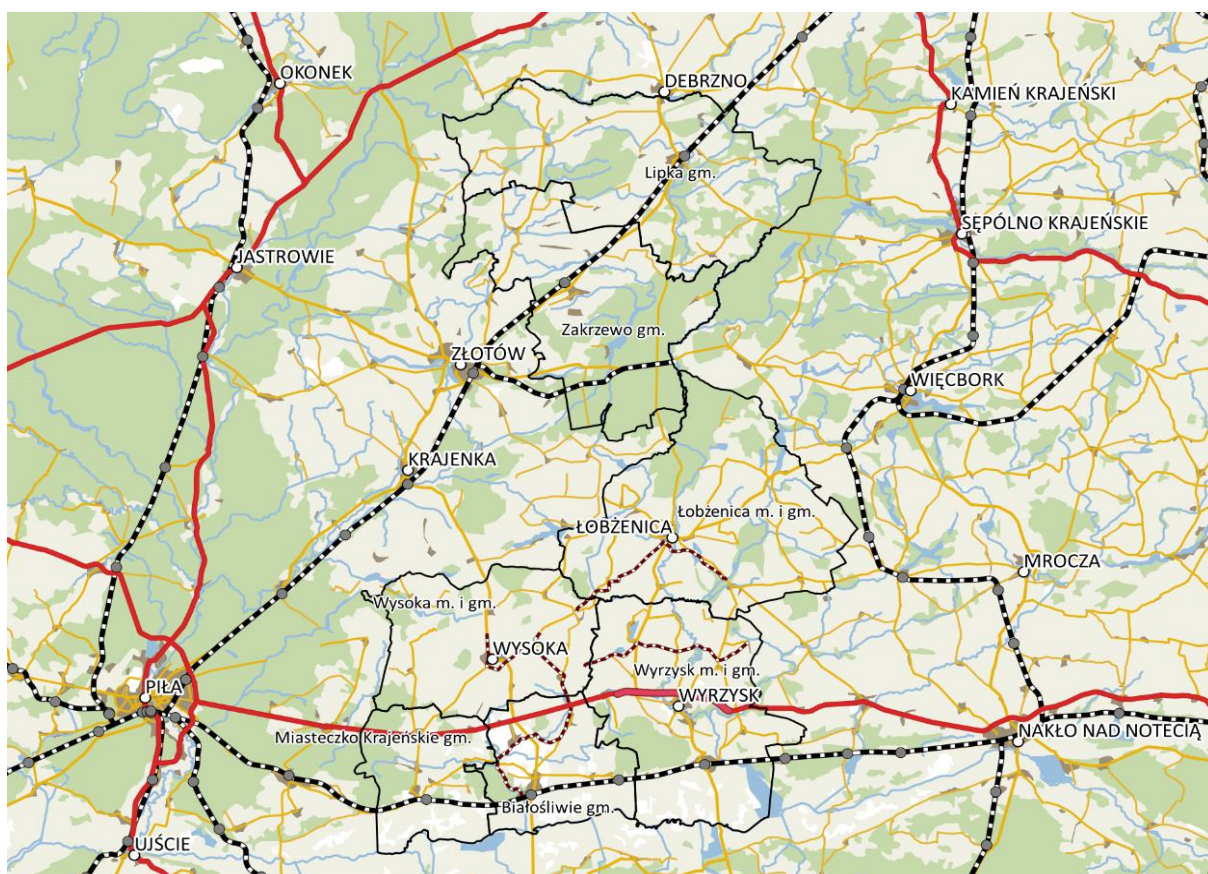 OKONEK
DEBRZNO
KAMIEŃ KRAJEŃSKI
Lipka gm.
SĘPÓLNO KRAJEŃSKIE
JASTROWIE
Zakrzewo gm.
ZŁOTÓW
WIĘCBORK
KRAJENKA
Łobżenica m. i gm.
ŁOBŻENICA
MROCZA
Wysoka m. i gm.
WYSOKA
Wyrzysk m. i gm.
PIŁA
WYRZYSK
NAKŁO NAD NOTECIĄ
Miasteczko Krajeńskie gm.
Białośliwie gm.
UJŚCIE